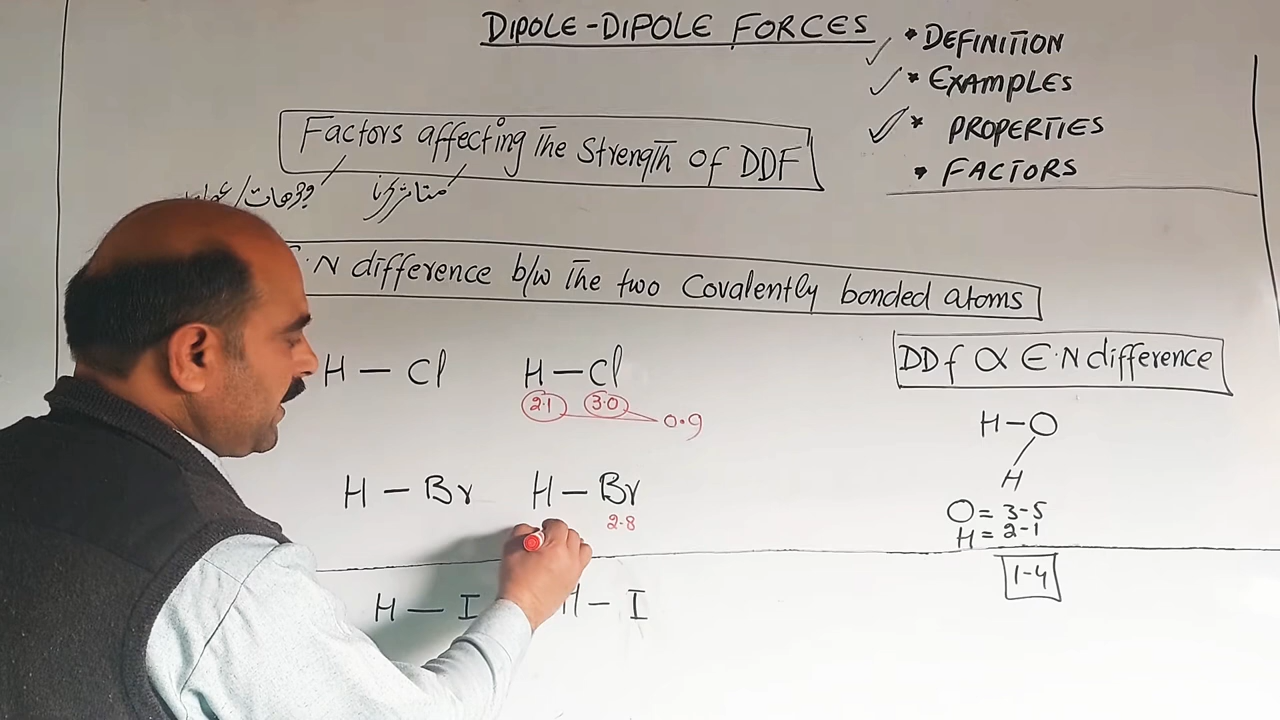 DIPOLE-DIPOLE FORCES
* DEFINITION
* EXAMPLES
* PROPERTIES
* FACTORS
Factors affecting The Strength of DDF
متاثر کرنا
.N difference b/w The two Covalently bonded atoms
DDf ∝ E.N difference
H – Cl H – Cl
2.1 3.0 0.9
H – O
H
H – Br H – Br
2.8
O = 3-5
H = 2-1
1-4
H – I H – I